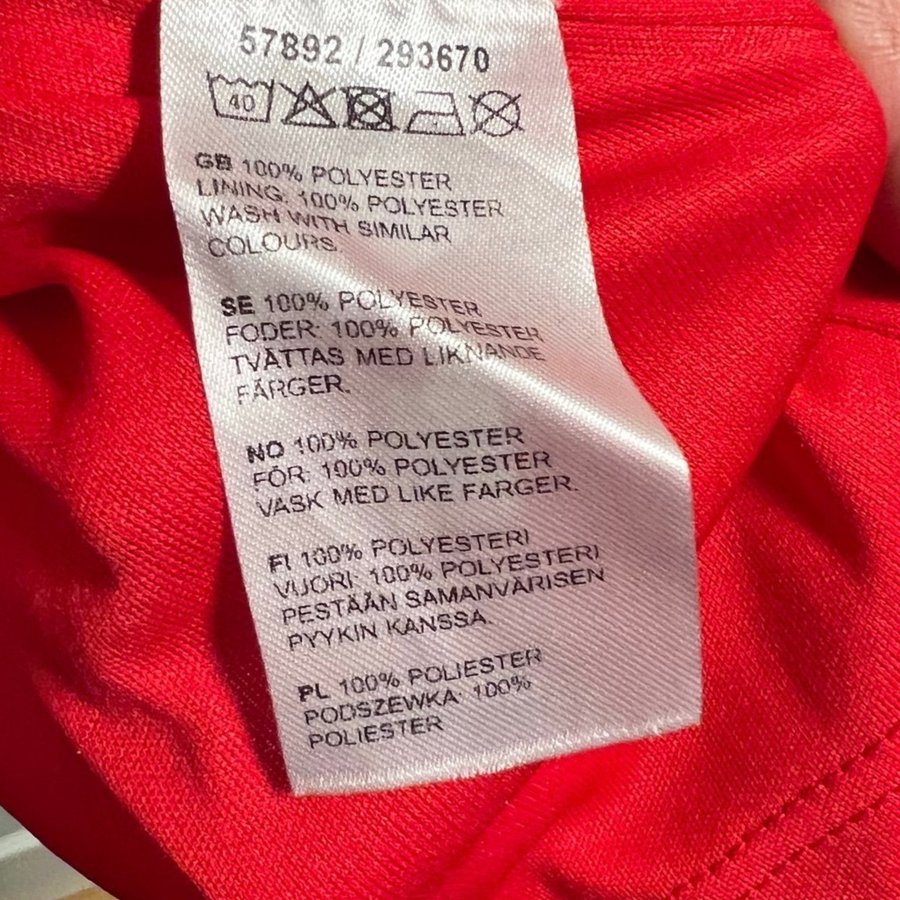 57892 / 293670
40
GB 100% POLYESTER
LINING: 100% POLYESTER
WASH WITH SIMILAR
COLOURS.
SE 100% POLYESTER
FODER: 100% POLYESTER
TVÄTTAS MED LIKNANDE
FÄRGER.
NO 100% POLYESTER
FÔR: 100% POLYESTER
VASK MED LIKE FARGER.
FI 100% POLYESTERI
VUORI: 100% POLYESTERI
PESTÄÄN SAMANVÄRISEN
PYYKIN KANSSA.
PL 100% POLIESTER
PODSZEWKA: 100%
POLIESTER